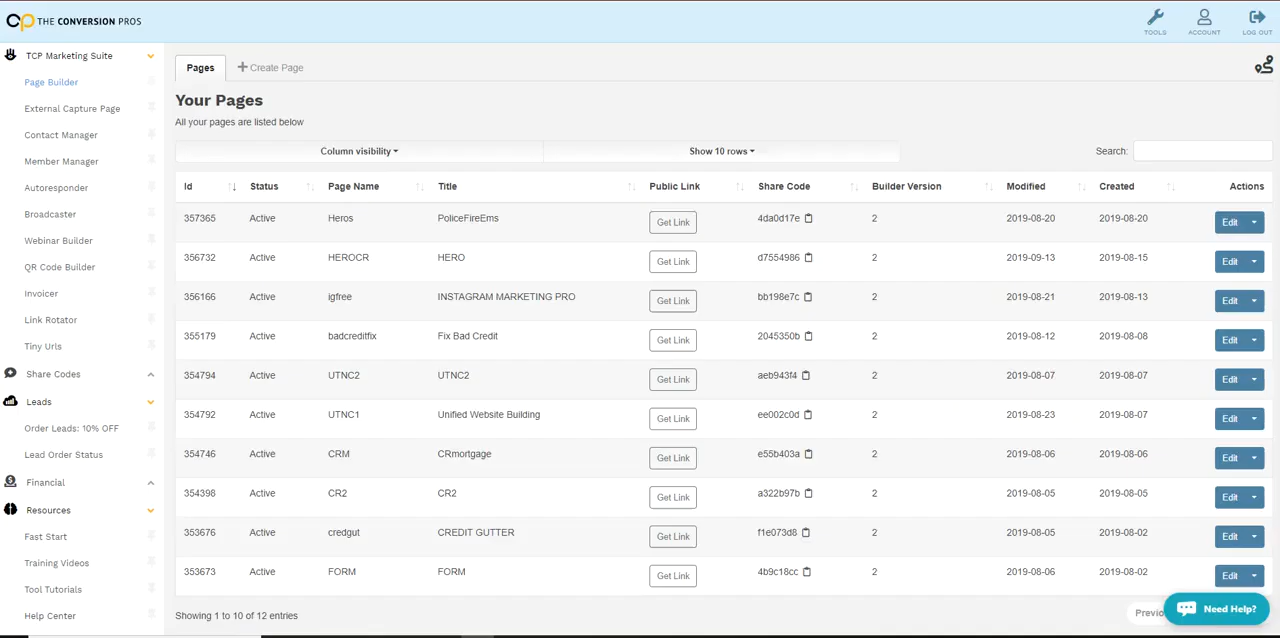 THE CONVERSION PROS
TOOLS ACCOUNT LOG OUT
TCP Marketing Suite
Page Builder
External Capture Page
Contact Manager
Member Manager
Autoresponder
Broadcaster
Webinar Builder
QR Code Builder
Invoicer
Link Rotator
Tiny Urls
Share Codes
Leads
Order Leads: 10% OFF
Lead Order Status
Financial
Resources
Fast Start
Training Videos
Tool Tutorials
Help Center
Pages Create Page
Your Pages
All your pages are listed below
Column visibility Show 10 rows Search:
Id Status Page Name Title Public Link Share Code Builder Version Modified Created Actions
357365 Active Heros PoliceFireEms Get Link 4da0d17e 2 2019-08-20 2019-08-20 Edit
356732 Active HEROCR HERO Get Link d7554986 2 2019-09-13 2019-08-15 Edit
356166 Active igfree INSTAGRAM MARKETING PRO Get Link bb198e7c 2 2019-08-21 2019-08-13 Edit
355179 Active badcreditfix Fix Bad Credit Get Link 2045350b 2 2019-08-12 2019-08-08 Edit
354794 Active UTNC2 UTNC2 Get Link aeb943f4 2 2019-08-07 2019-08-07 Edit
354792 Active UTNC1 Unified Website Building Get Link ee002c0d 2 2019-08-23 2019-08-07 Edit
354746 Active CRM CRmortgage Get Link e55b403a 2 2019-08-06 2019-08-06 Edit
354398 Active CR2 CR2 Get Link a322b97b 2 2019-08-05 2019-08-05 Edit
353676 Active credgut CREDIT GUTTER Get Link f1e073d8 2 2019-08-05 2019-08-02 Edit
353673 Active FORM FORM Get Link 4b9c18cc 2 2019-08-06 2019-08-02 Edit
Showing 1 to 10 of 12 entries
Previo
Need Help?